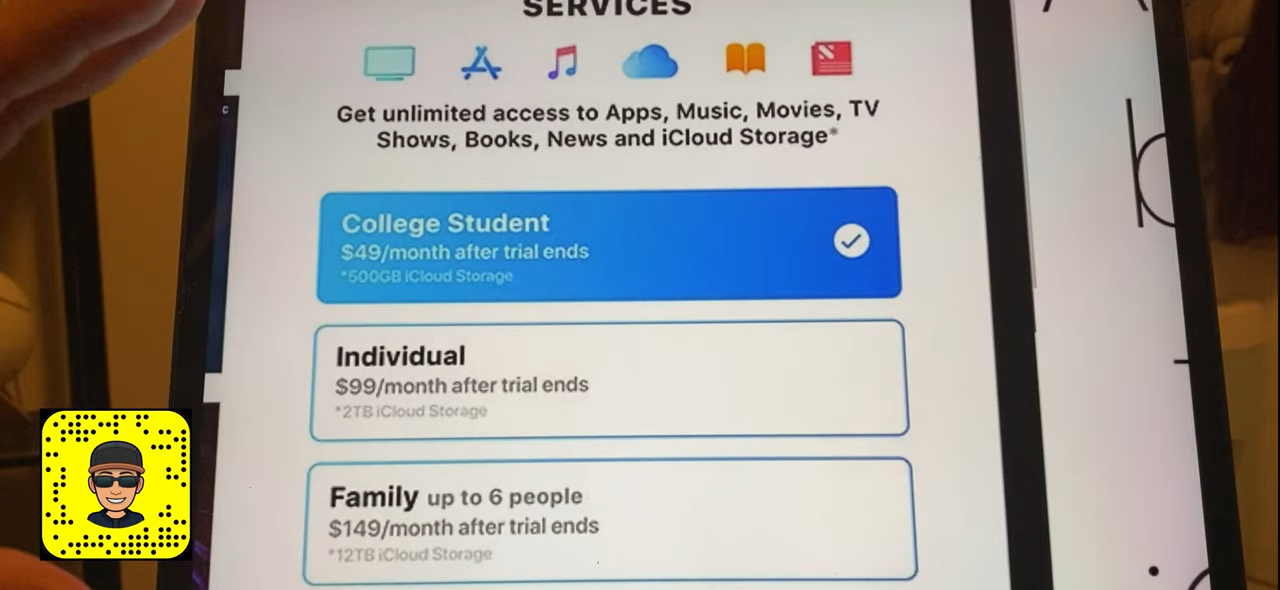 SERVICES
Get unlimited access to Apps, Music, Movies, TV
Shows, Books, News and iCloud Storage*
College Student
$49/month after trial ends
*500GB iCloud Storage
Individual
$99/month after trial ends
*2TB iCloud Storage
Family up to 6 people
$149/month after trial ends
*12TB iCloud Storage